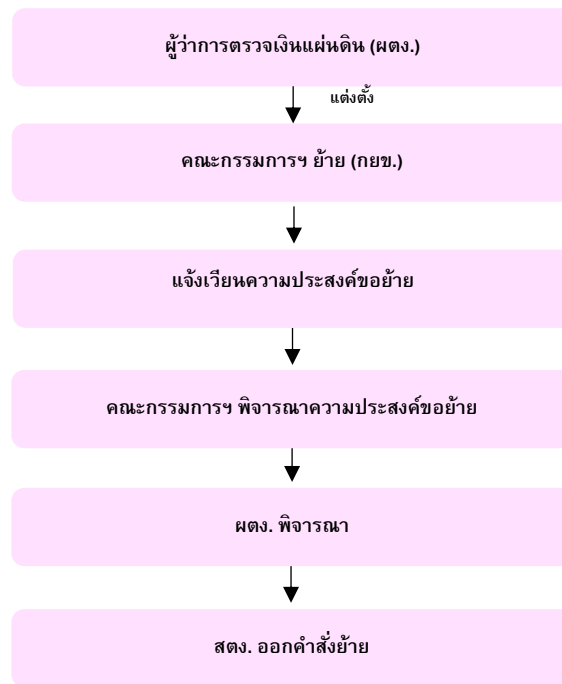 ผู้ว่าการตรวจเงินแผ่นดิน (ผตง.)
แต่งตั้ง
คณะกรรมการฯ ย้าย (กยข.)
แจ้งเวียนความประสงค์ขอย้าย
คณะกรรมการฯ พิจารณาความประสงค์ขอย้าย
ผตง. พิจารณา
สตง. ออกคำสั่งย้าย